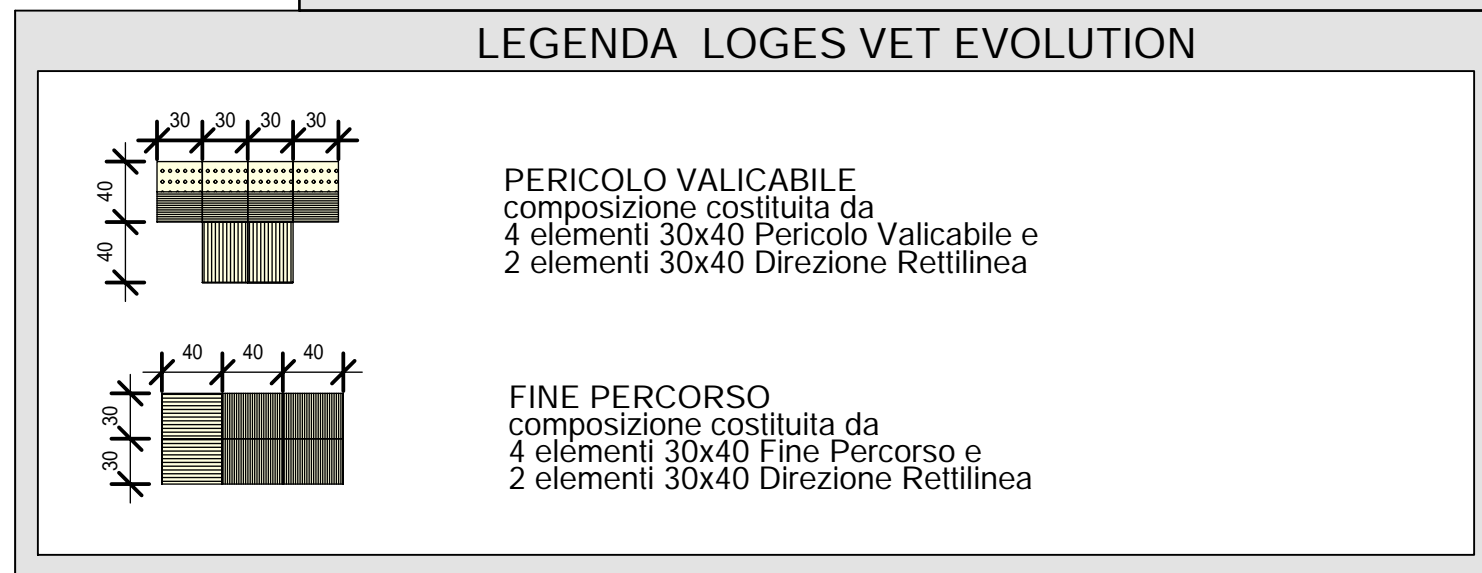 LEGENDA LOGES VET EVOLUTION
30 30 30 30
40
40
PERICOLO VALICABILE
composizione costituita da
4 elementi 30x40 Pericolo Valicabile e
2 elementi 30x40 Direzione Rettilinea
40 40 40
30
30
FINE PERCORSO
composizione costituita da
4 elementi 30x40 Fine Percorso e
2 elementi 30x40 Direzione Rettilinea